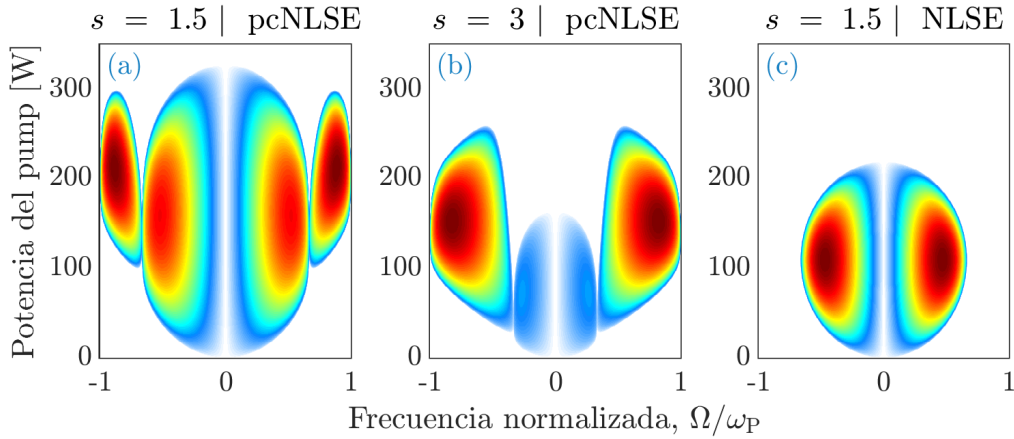 s = 1.5 | pcNLSE
s = 3 | pcNLSE
s = 1.5 | NLSE
Potencia del pump [W]
(a)
300
200
100
0
-1
0
1
(b)
300
200
100
0
-1
0
1
(c)
300
200
100
0
-1
0
1
Frecuencia normalizada, Ω/ω_P